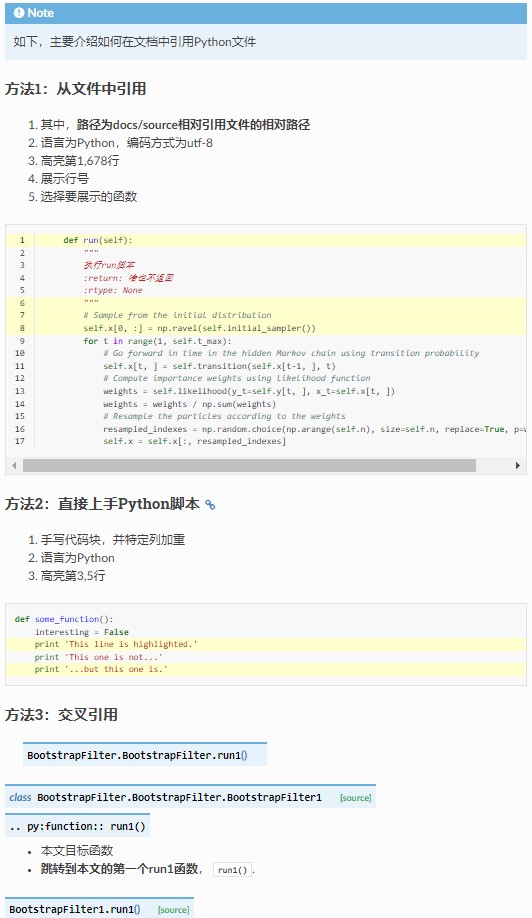 Note
如下，主要介绍如何在文档中引用Python文件
方法1：从文件中引用
1. 其中，路径为docs/source相对引用文件的相对路径
2. 语言为Python，编码方式为utf-8
3. 高亮第1,678行
4. 展示行号
5. 选择要展示的函数
1 def run(self):
2 """
3 执行run脚本
4 :return: 啥也不返回
5 :rtype: None
6 """
7 # Sample from the initial distribution
8 self.x[0, :] = np.ravel(self.initial_sampler())
9 for t in range(1, self.t_max):
10 # Go forward in time in the hidden Markov chain using transition probability
11 self.x[t, ] = self.transition(self.x[t-1, ], t)
12 # Compute importance weights using likelihood function
13 weights = self.likelihood(y_t=self.y[t, ], x_t=self.x[t, ])
14 weights = weights / np.sum(weights)
15 # Resample the particles according to the weights
16 resampled_indexes = np.random.choice(np.arange(self.n), size=self.n, replace=True, p=
17 self.x = self.x[:, resampled_indexes]
方法2：直接上手Python脚本
1. 手写代码块，并特定列加重
2. 语言为Python
3. 高亮第3,5行
def some_function():
interesting = False
print 'This line is highlighted.'
print 'This one is not...'
print '...but this one is.'
方法3：交叉引用
BootstrapFilter.BootstrapFilter.run1()
class BootstrapFilter.BootstrapFilter.BootstrapFilter1 [source]
.. py:function:: run1()
• 本文目标函数
• 跳转到本文的第一个run1函数， run1() .
BootstrapFilter1.run1() [source]